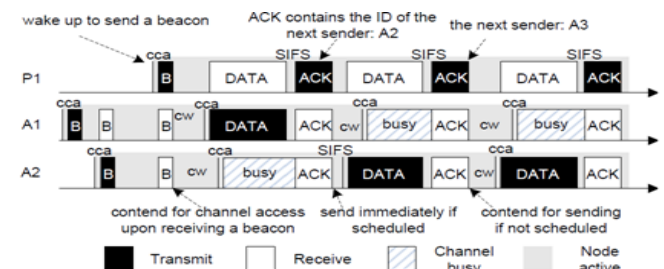 wake up to send a beacon
ACK contains the ID of the
next sender: A2
the next sender: A3
cca SIFS SIFS SIFS
P1 B DATA ACK DATA ACK DATA ACK
cca cca cca cca
A1 B B B cw DATA ACK cw busy ACK cw busy ACK
cca cca SIFS cca
A2 B B cw busy ACK DATA ACK cw DATA ACK
contend for channel access
upon receiving a beacon
send immediately if
scheduled
contend for sending
if not scheduled
Transmit
Receive
Channel
busy
Node
active